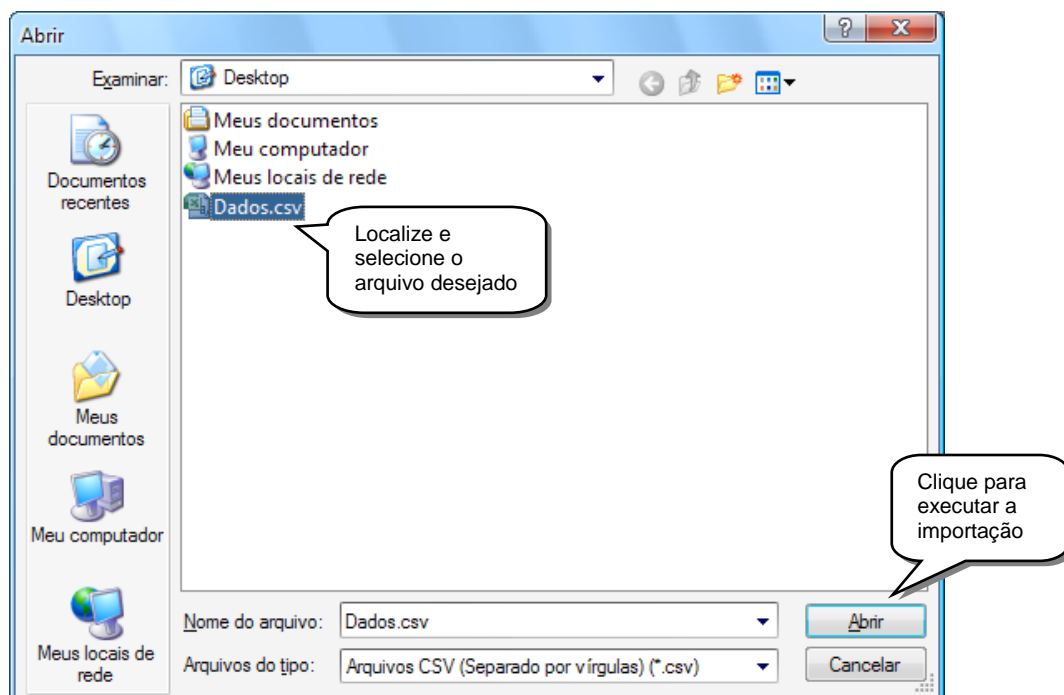 Abrir
Examinar:
Desktop
Meus documentos
Meu computador
Meus locais de rede
Dados.csv
Localize e
selecione o
arquivo desejado
Documentos
recentes
Desktop
Meus
documentos
Meu computador
Meus locais de
rede
Clique para
executar a
importação
Nome do arquivo:
Dados.csv
Abrir
Arquivos do tipo:
Arquivos CSV (Separado por vírgulas) (*.csv)
Cancelar